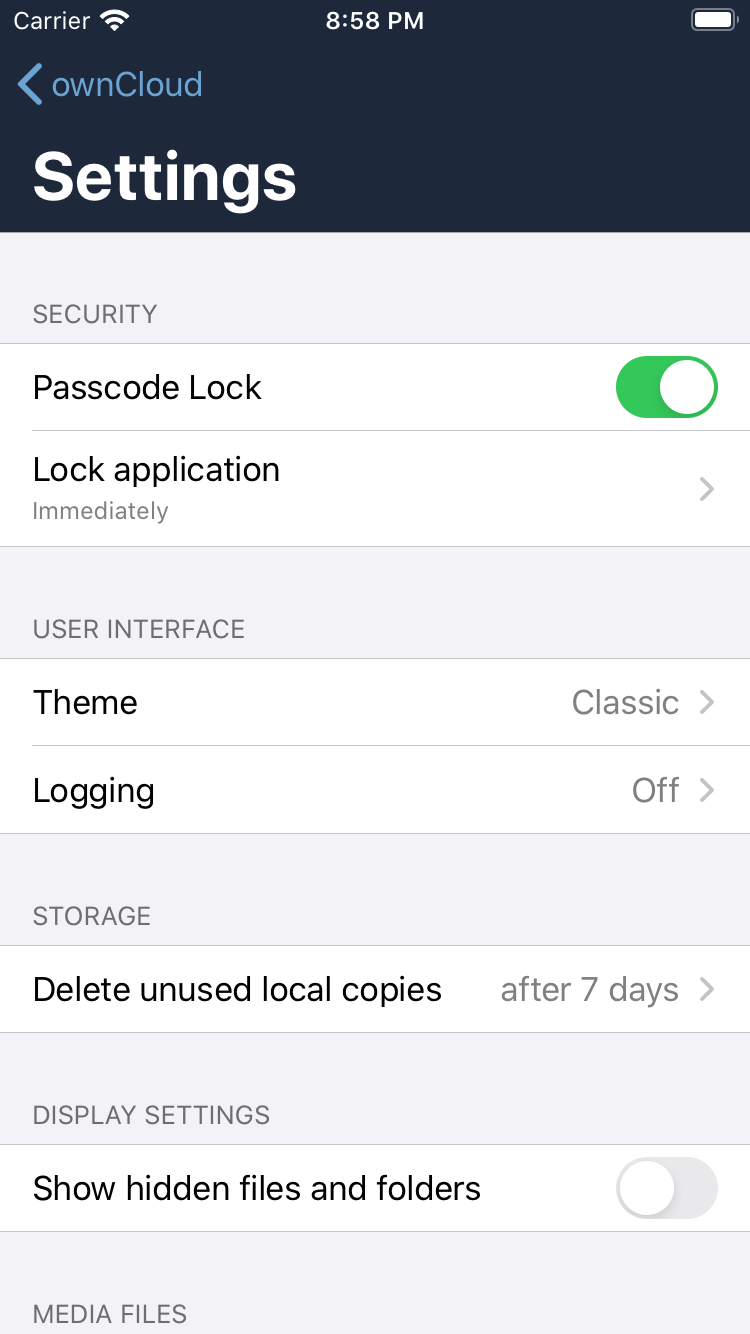 Carrier 8:58 PM
ownCloud
Settings
SECURITY
Passcode Lock
Lock application
Immediately
USER INTERFACE
Theme Classic
Logging Off
STORAGE
Delete unused local copies after 7 days
DISPLAY SETTINGS
Show hidden files and folders
MEDIA FILES